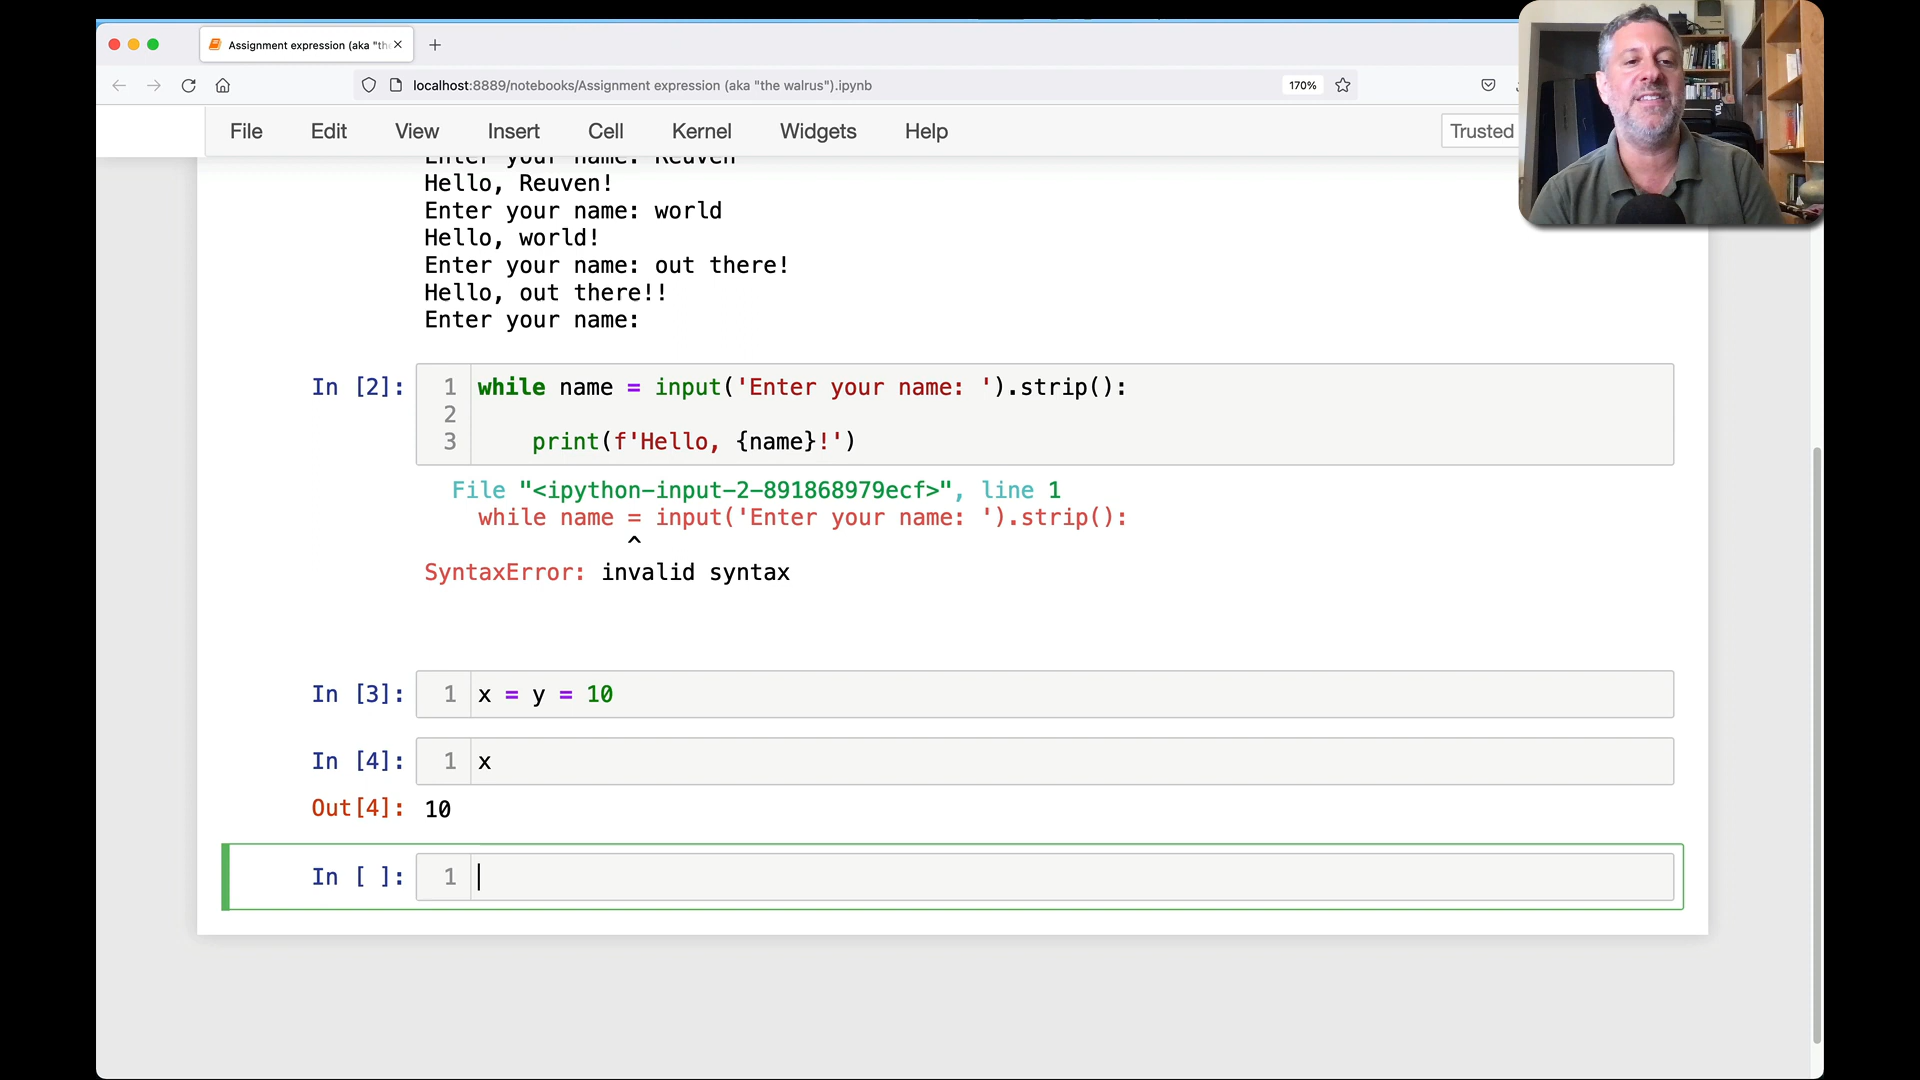 Assignment expression (aka "th
localhost:8889/notebooks/Assignment expression (aka "the walrus").ipynb
170%
File Edit View Insert Cell Kernel Widgets Help
Trusted
Enter your name: Reuven
Hello, Reuven!
Enter your name: world
Hello, world!
Enter your name: out there!
Hello, out there!!
Enter your name:
In [2]: 1 while name = input('Enter your name: ').strip():
2
3 print(f'Hello, {name}!')
File "<ipython-input-2-891868979ecf>", line 1
while name = input('Enter your name: ').strip():
^
SyntaxError: invalid syntax
In [3]: 1 x = y = 10
In [4]: 1 x
Out[4]: 10
In [ ]: 1